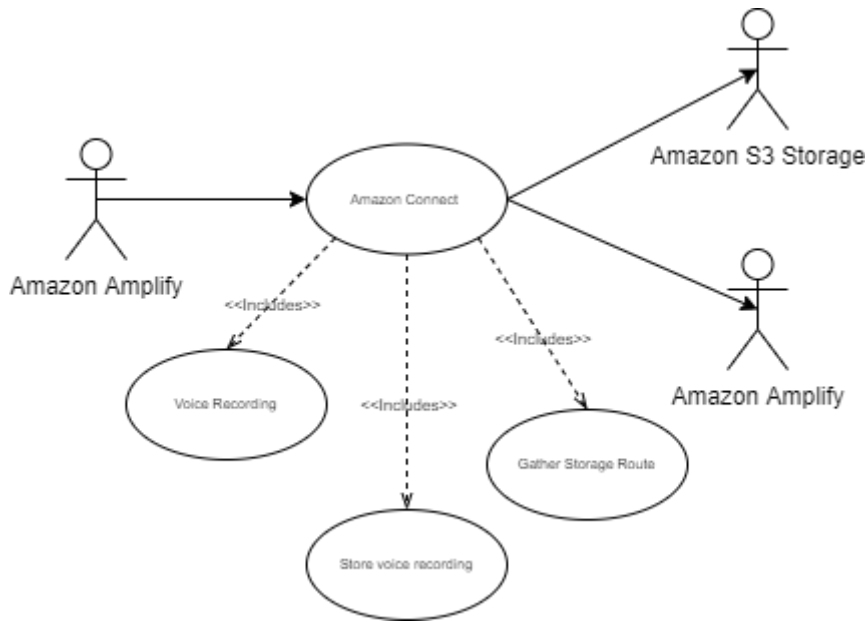 Amazon S3 Storage
Amazon Connect
Amazon Amplify
<<Includes>>
<<Includes>>
Amazon Amplify
Voice Recording
<<Includes>>
Gather Storage Route
Store voice recording